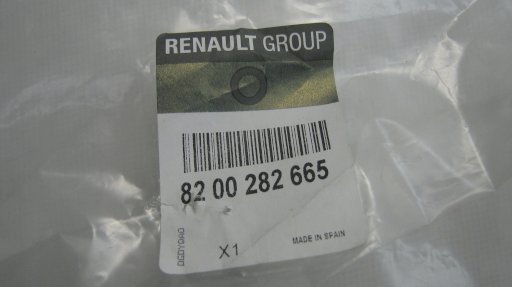 RENAULT GROUP
82 00 282 665
X1
MADE IN SPAIN